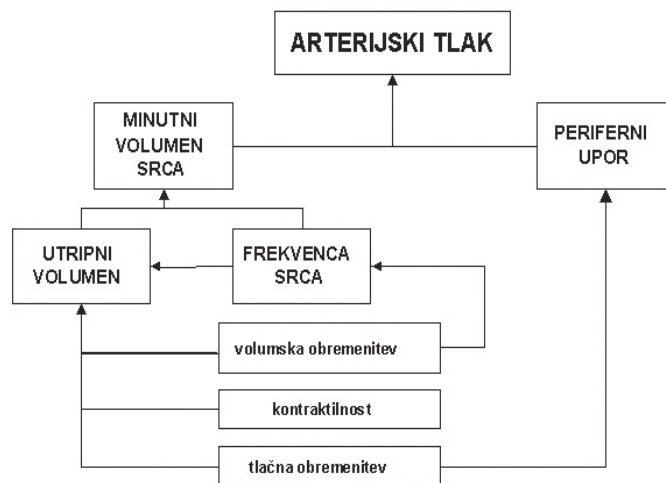 ARTERIJSKI TLAK
MINUTNI
VOLUMEN
SRCA
PERIFERNI
UPOR
UTRIPNI
VOLUMEN
FREKVENCA
SRCA
volumska obremenitev
kontraktilnost
tlačna obremenitev